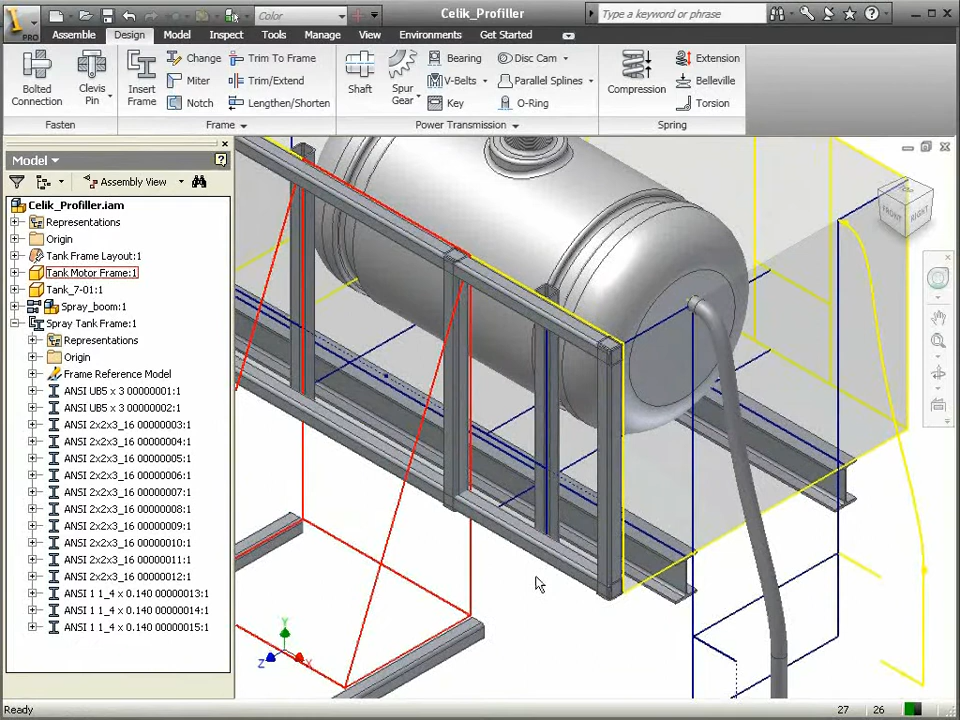 Color
Celik_Profiller
Type a keyword or phrase
PRO
Assemble
Design
Model
Inspect
Tools
Manage
View
Environments
Get Started
Bolted Connection
Clevis Pin
Fasten
Insert Frame
Change
Miter
Notch
Trim To Frame
Trim/Extend
Lengthen/Shorten
Frame
Shaft
Spur Gear
Bearing
V-Belts
Key
Disc Cam
Parallel Splines
O-Ring
Power Transmission
Compression
Extension
Belleville
Torsion
Spring
Model
Assembly View
Celik_Profiller.iam
Representations
Origin
Tank Frame Layout:1
Tank Motor Frame:1
Tank_7-01:1
Spray_boom:1
Spray Tank Frame:1
Representations
Origin
Frame Reference Model
ANSI UB5 x 3 00000001:1
ANSI UB5 x 3 00000002:1
ANSI 2x2x3_16 00000003:1
ANSI 2x2x3_16 00000004:1
ANSI 2x2x3_16 00000005:1
ANSI 2x2x3_16 00000006:1
ANSI 2x2x3_16 00000007:1
ANSI 2x2x3_16 00000008:1
ANSI 2x2x3_16 00000009:1
ANSI 2x2x3_16 00000010:1
ANSI 2x2x3_16 00000011:1
ANSI 2x2x3_16 00000012:1
ANSI 1 1_4 x 0.140 00000013:1
ANSI 1 1_4 x 0.140 00000014:1
ANSI 1 1_4 x 0.140 00000015:1
FRONT
RIGHT
Y
Z
X
Ready
27
26